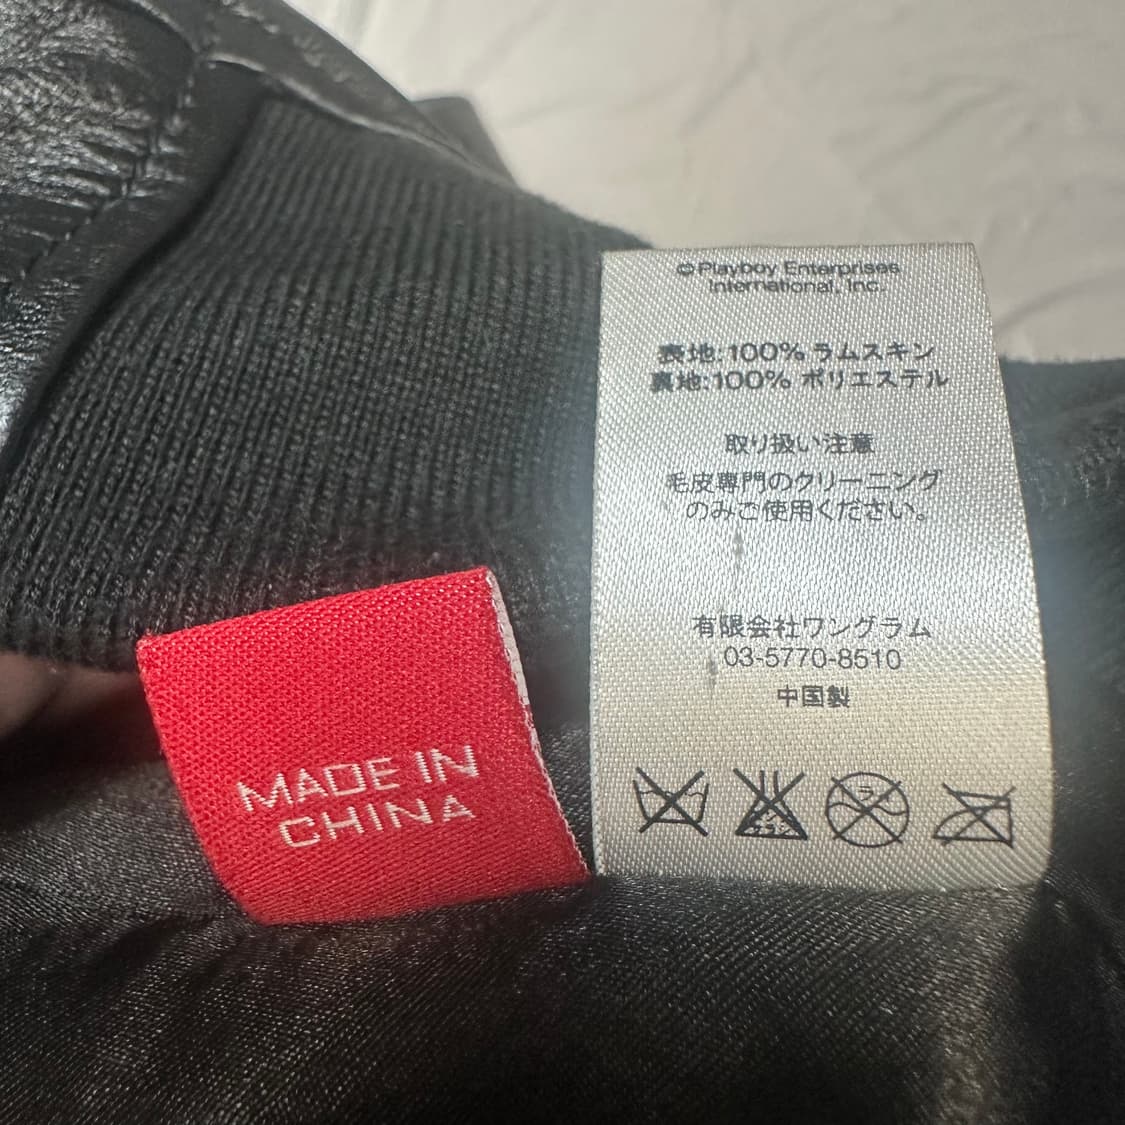 ©Playboy Enterprises
International, Inc.
表地:100% ラムスキン
裏地:100% ポリエステル
取り扱い注意
毛皮専門のクリーニング
のみご使用ください。
有限会社ワングラム
03-5770-8510
中国製
MADE IN
CHINA